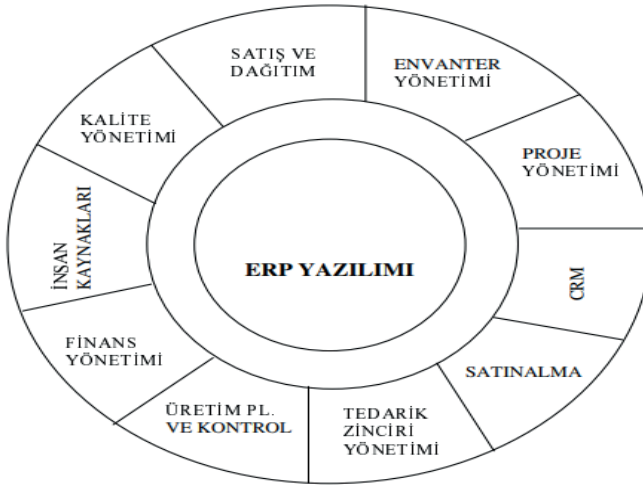 SATIŞ VE
DAĞITIM
ENVANTER
YÖNETİMİ
PROJE
YÖNETİMİ
CRM
SATINALMA
TEDARİK
ZİNCİRİ
YÖNETİMİ
ÜRETİM PL.
VE KONTROL
FİNANS
YÖNETİMİ
İNSAN
KAYNAKLARI
KALİTE
YÖNETİMİ
ERP YAZILIMI